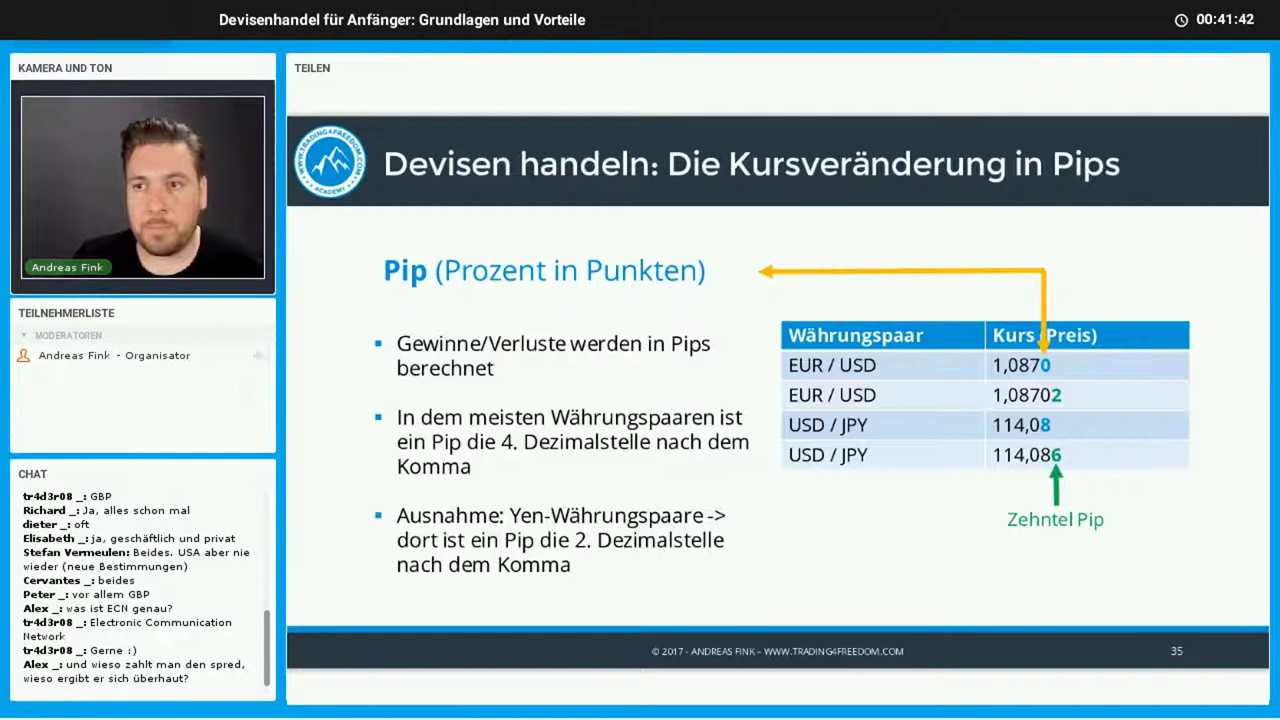 Devisenhandel für Anfänger: Grundlagen und Vorteile
00:41:42
KAMERA UND TON
Andreas Fink
TEILNEHMERLISTE
MODERATOREN
Andreas Fink - Organisator
CHAT
tr4d3r08 _: GBP
Richard _: Ja, alles schon mal
dieter _: oft
Elisabeth _: ja, geschäftlich und privat
Stefan Vermeulen: Beides. USA aber nie
wieder (neue Bestimmungen)
Cervantes _: beides
Peter _: vor allem GBP
Alex _: was ist ECN genau?
tr4d3r08 _: Electronic Communication
Network
tr4d3r08 _: Gerne :)
Alex _: und wieso zahlt man den spred,
wieso ergibt er sich überhaut?
TEILEN
WWW.TRADING4FREEDOM.COM
ACADEMY
Devisen handeln: Die Kursveränderung in Pips
Pip (Prozent in Punkten)
Gewinne/Verluste werden in Pips
berechnet
In dem meisten Währungspaaren ist
ein Pip die 4. Dezimalstelle nach dem
Komma
Ausnahme: Yen-Währungspaare ->
dort ist ein Pip die 2. Dezimalstelle
nach dem Komma
Währungspaar Kurs (Preis)
EUR / USD 1,0870
EUR / USD 1,08702
USD / JPY 114,08
USD / JPY 114,086
Zehntel Pip
© 2017 - ANDREAS FINK – WWW.TRADING4FREEDOM.COM
35